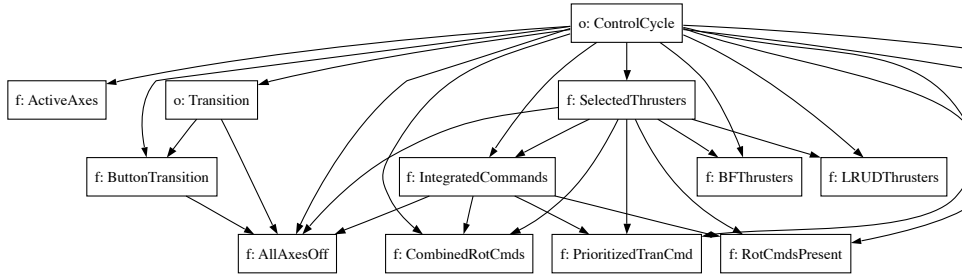 o: ControlCycle
f: ActiveAxes
o: Transition
f: SelectedThrusters
f: ButtonTransition
f: IntegratedCommands
f: BFThrusters
f: LRUDThrusters
f: AllAxesOff
f: CombinedRotCmds
f: PrioritizedTranCmd
f: RotCmdsPresent